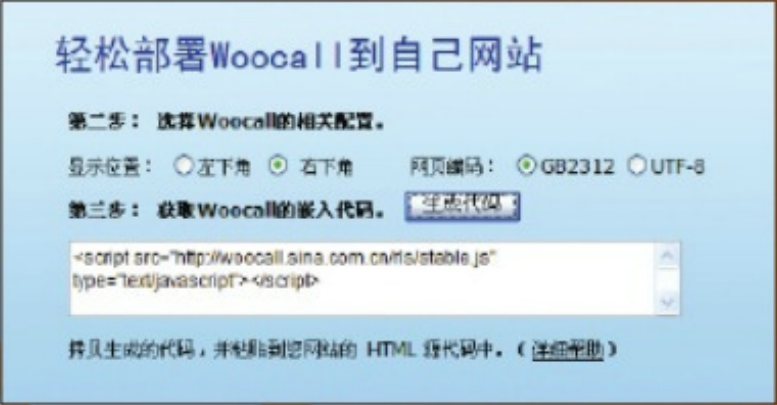 轻松部署Woocall到自己网站
第二步： 选择Woocall的相关配置。
显示位置： 左下角 右下角 网页编码： GB2312 UTF-8
第三步： 获取Woocall的嵌入代码。 生成代码
<script src="http://woocall.sina.com.cn/rls/stable.js"
type="text/javascript"></script>
拷贝生成的代码，并粘贴到您网站的 HTML 源代码中。（详细帮助）